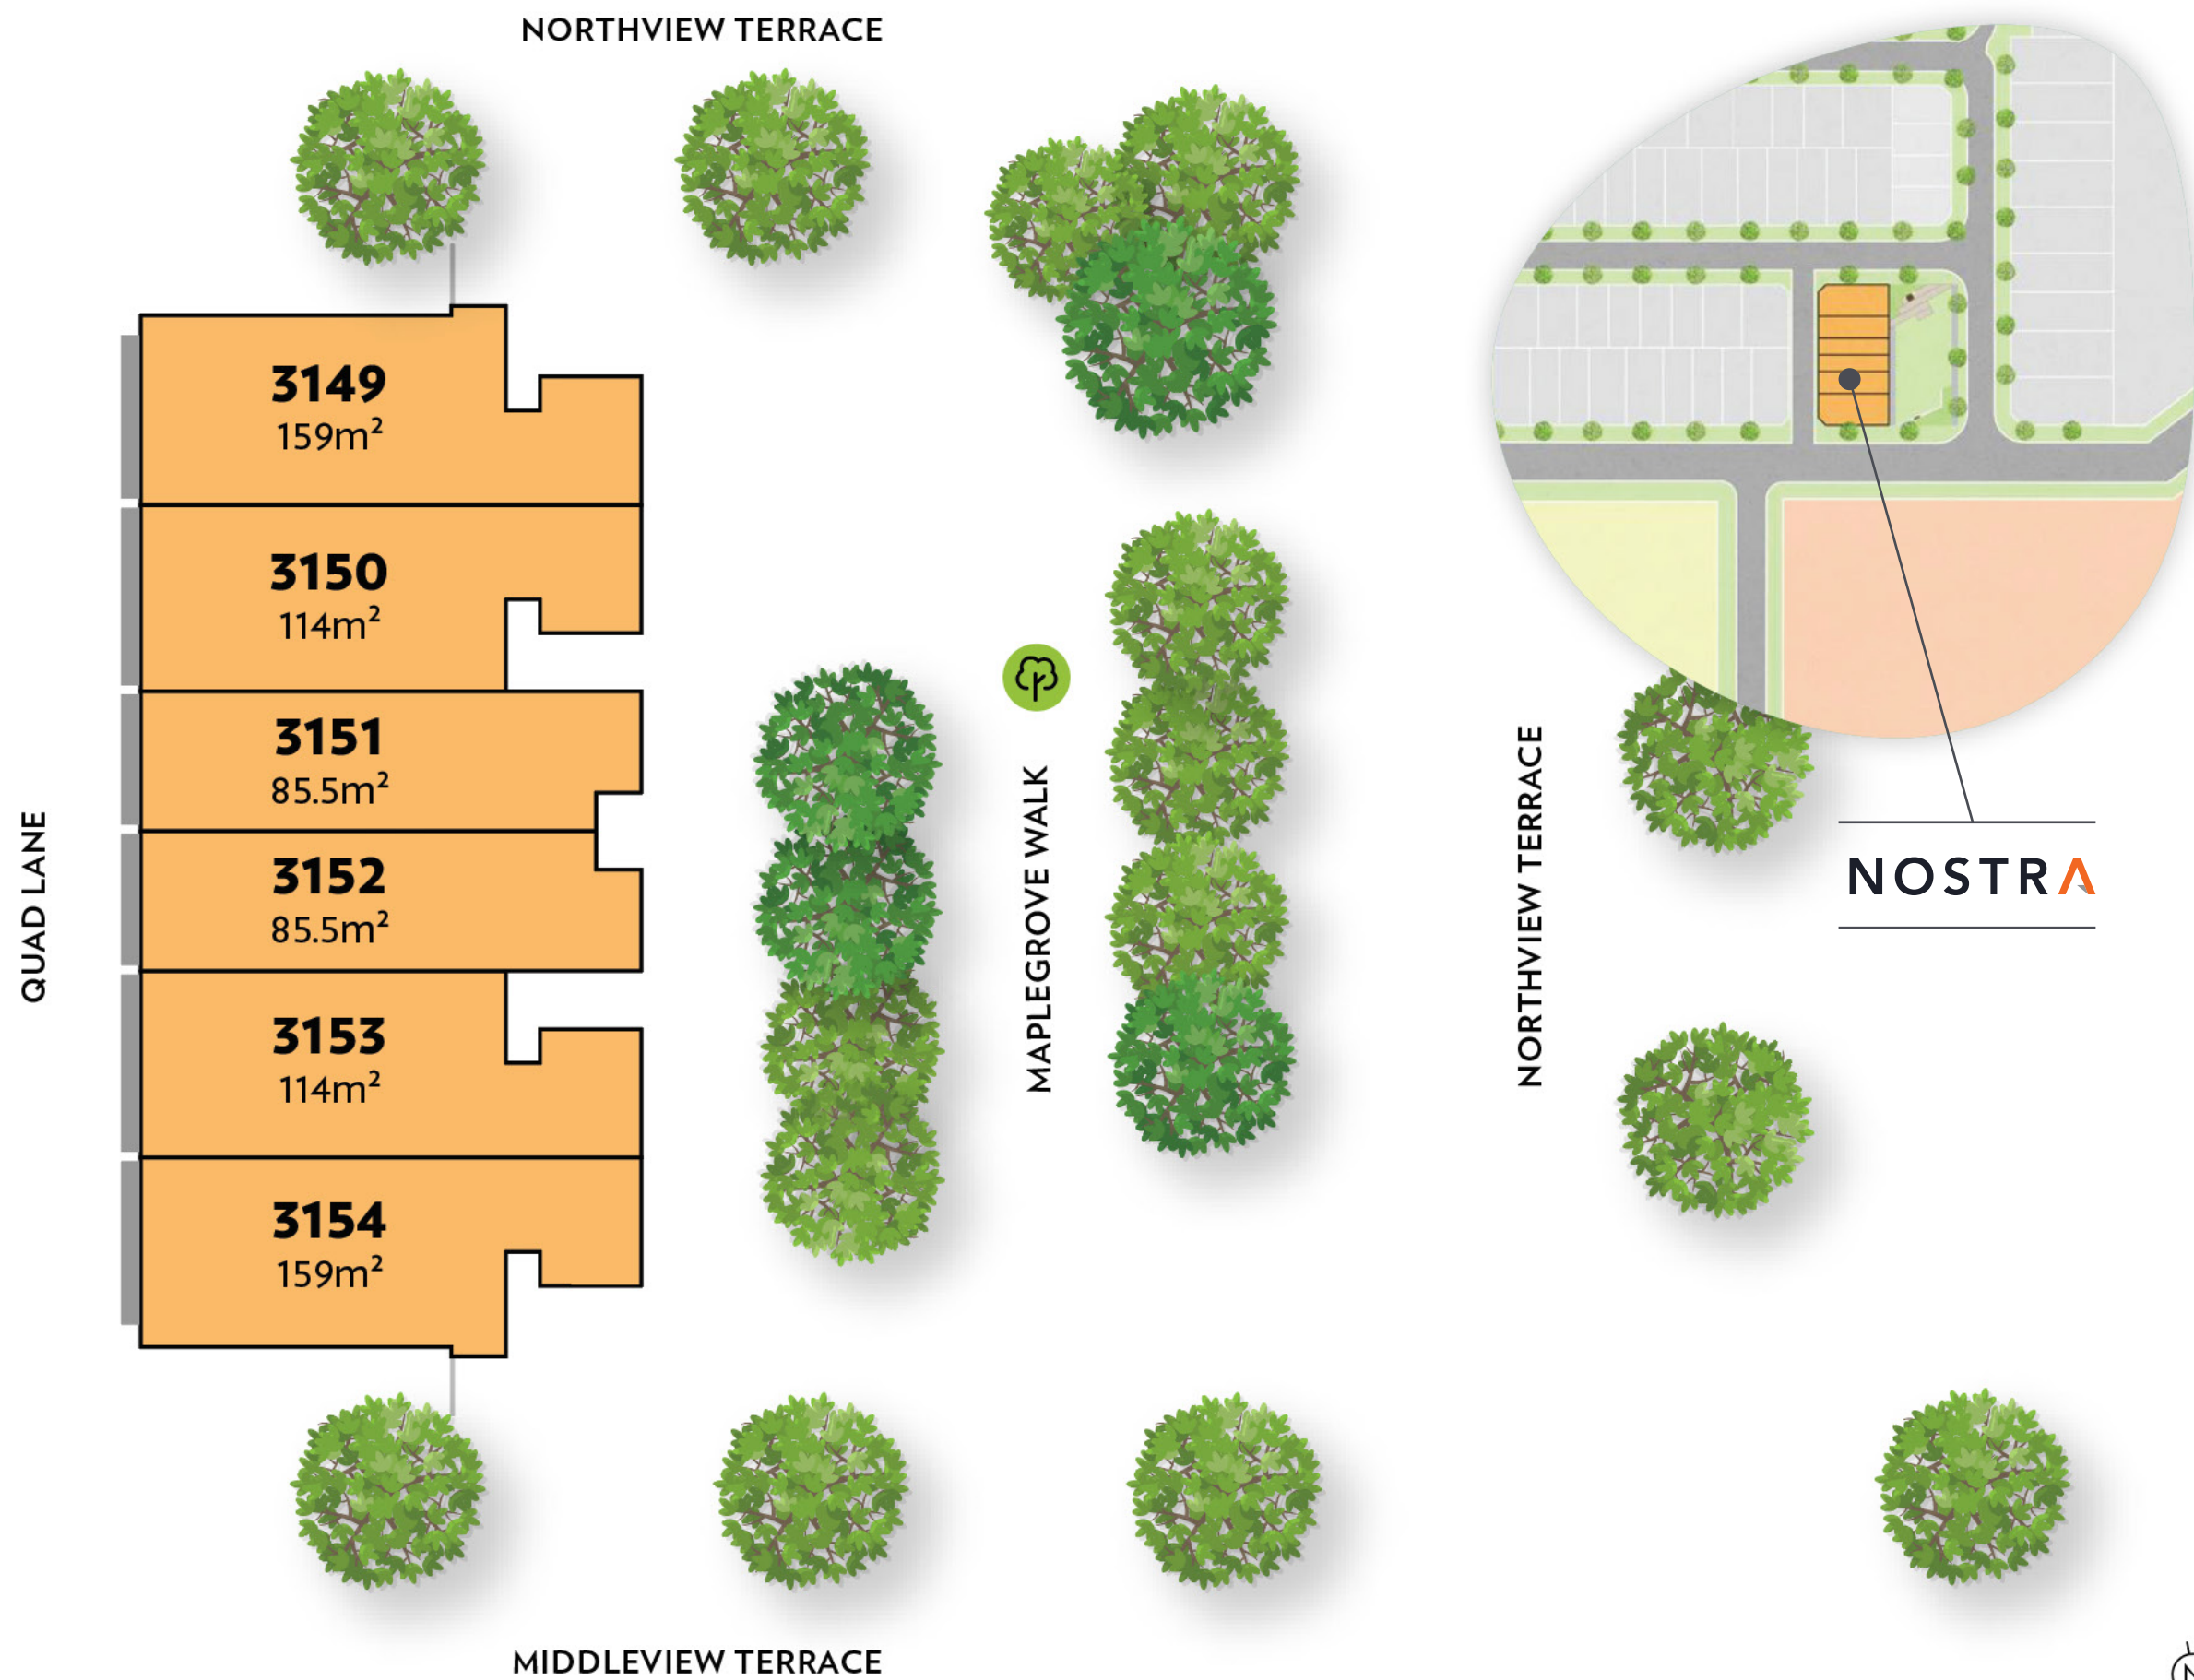 NORTHVIEW TERRACE
3149
159m²
3150
114m²
3151
85.5m²
3152
85.5m²
3153
114m²
3154
159m²
QUAD LANE
MAPLEGROVE WALK
NORTHVIEW TERRACE
NOSTRA
MIDDLEVIEW TERRACE